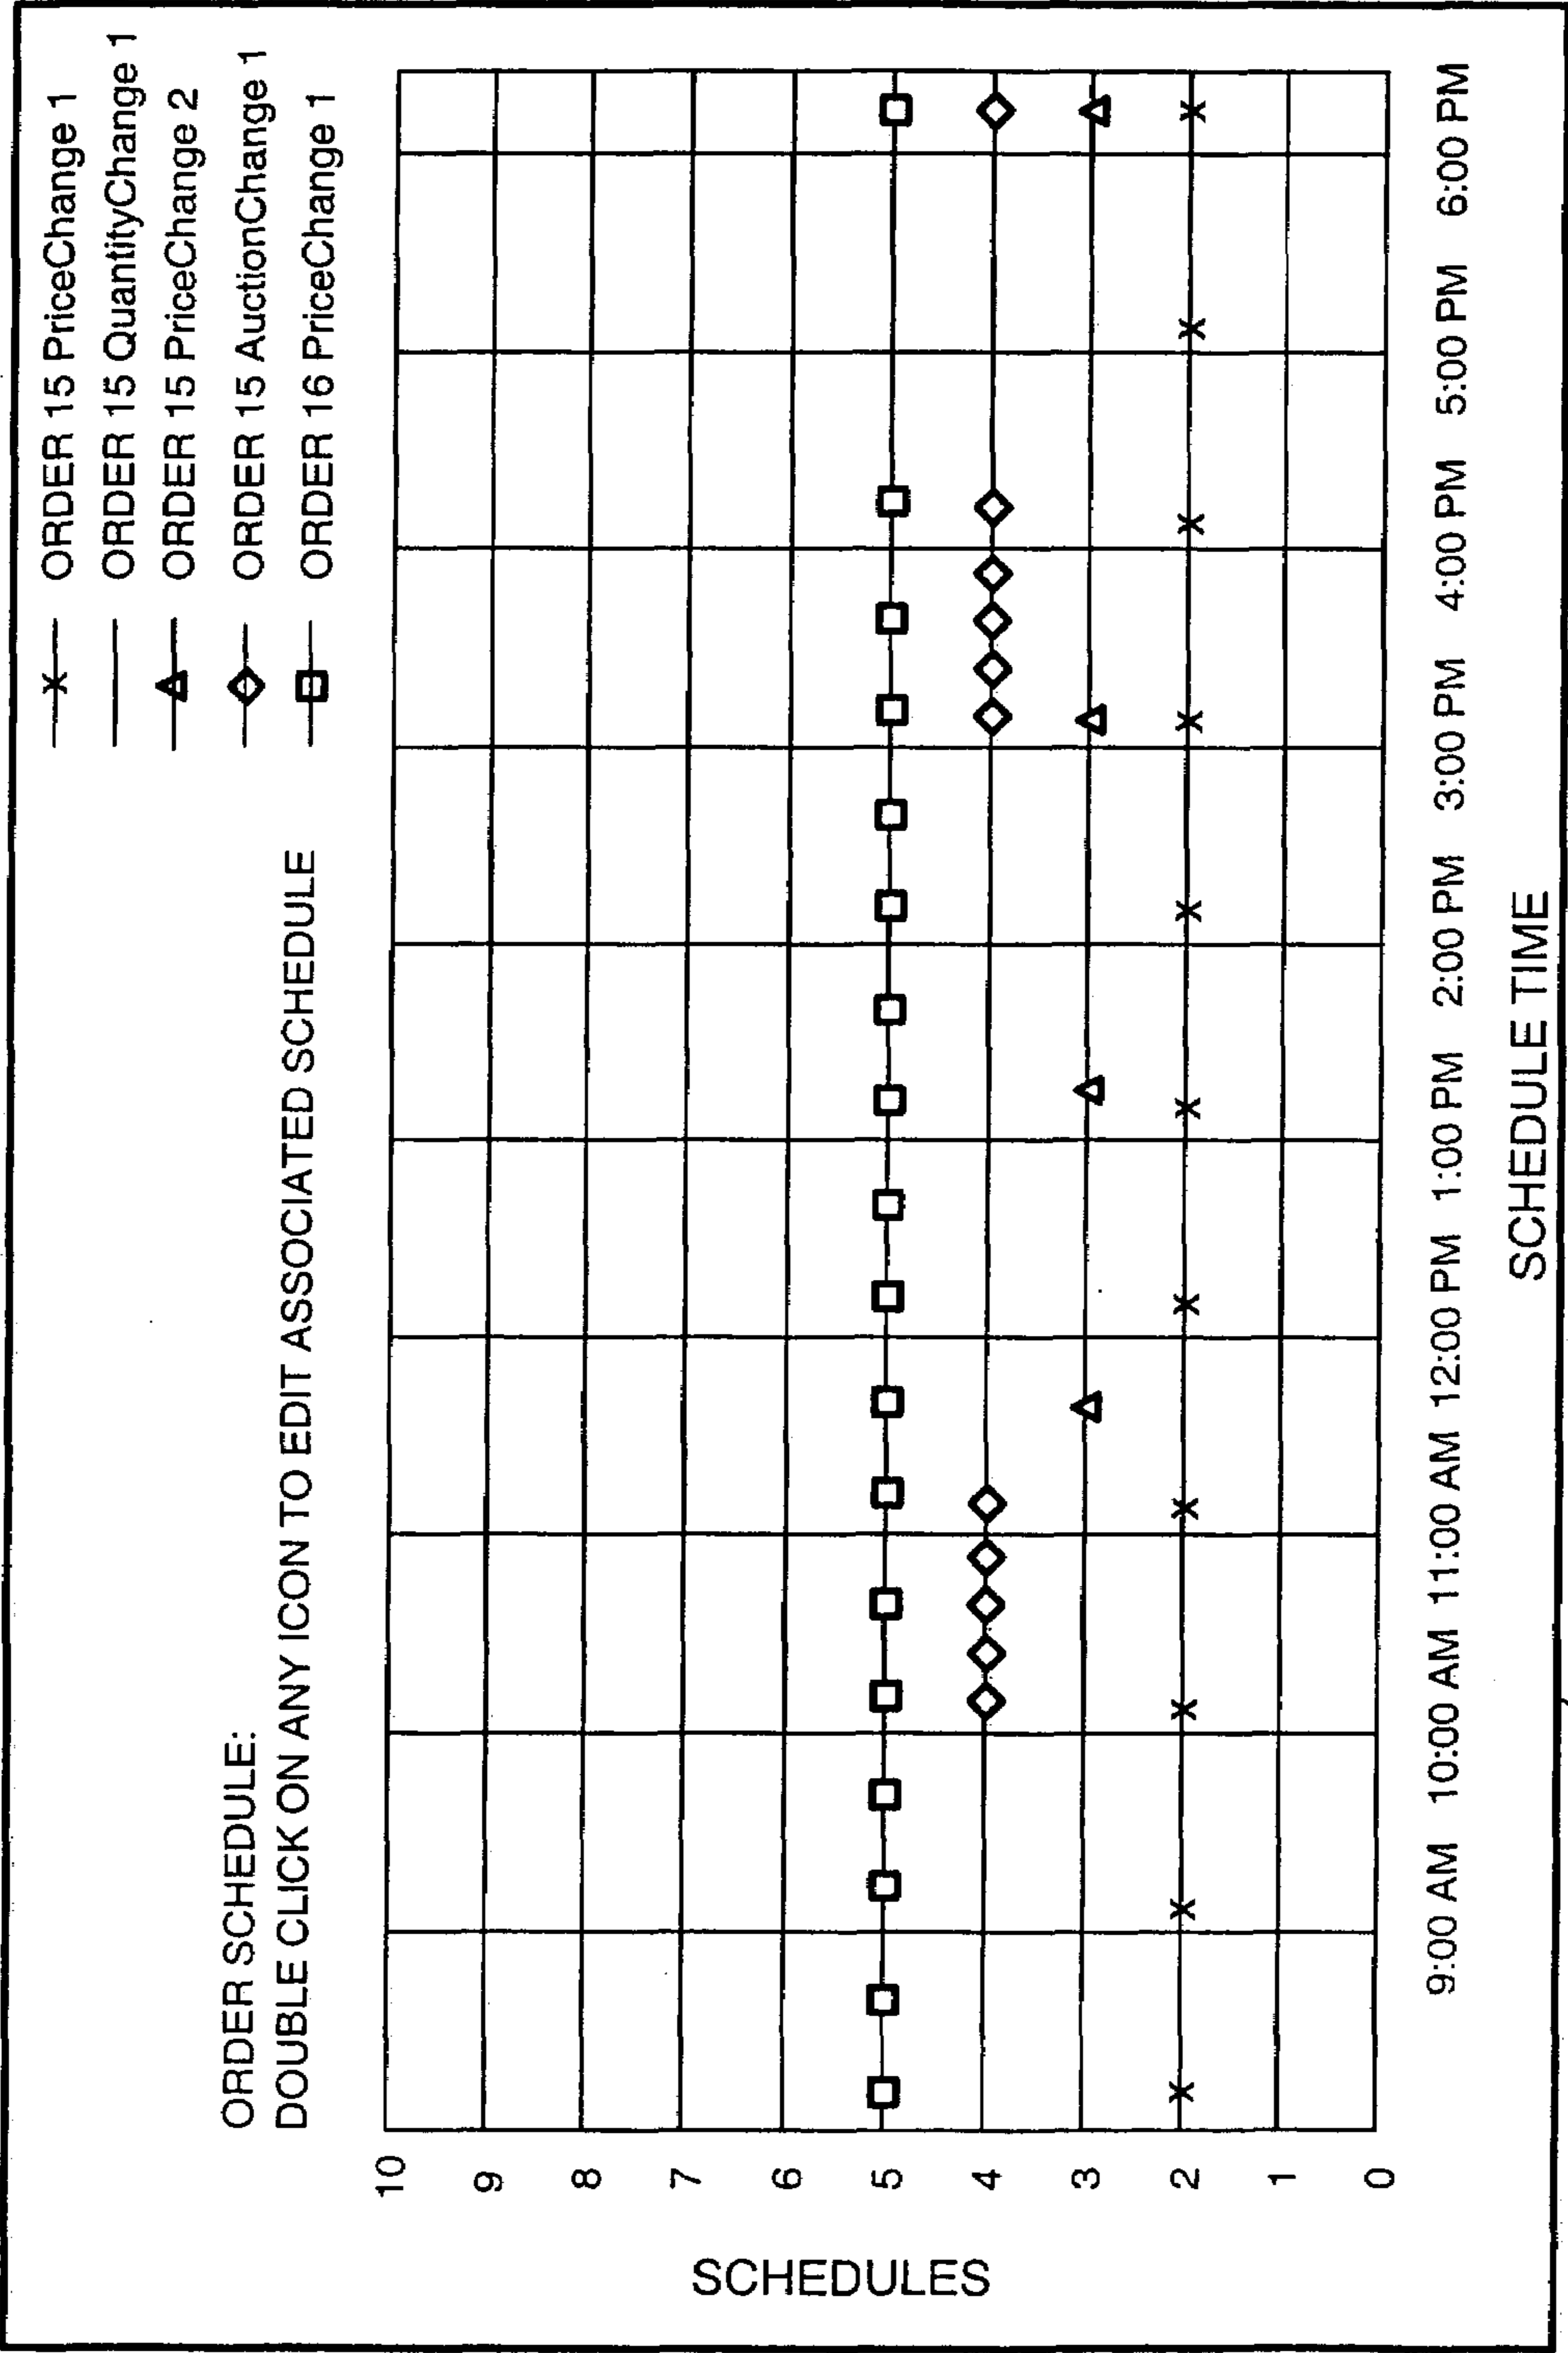 ORDER 15 PriceChange 1
ORDER 15 QuantityChange 1
ORDER 15 PriceChange 2
ORDER 15 AuctionChange 1
ORDER 16 PriceChange 1
ORDER SCHEDULE:
DOUBLE CLICK ON ANY ICON TO EDIT ASSOCIATED SCHEDULE
SCHEDULES
10
9
8
7
6
5
4
3
2
1
0
9:00 AM 10:00 AM 11:00 AM 12:00 PM 1:00 PM 2:00 PM 3:00 PM 4:00 PM 5:00 PM 6:00 PM
SCHEDULE TIME